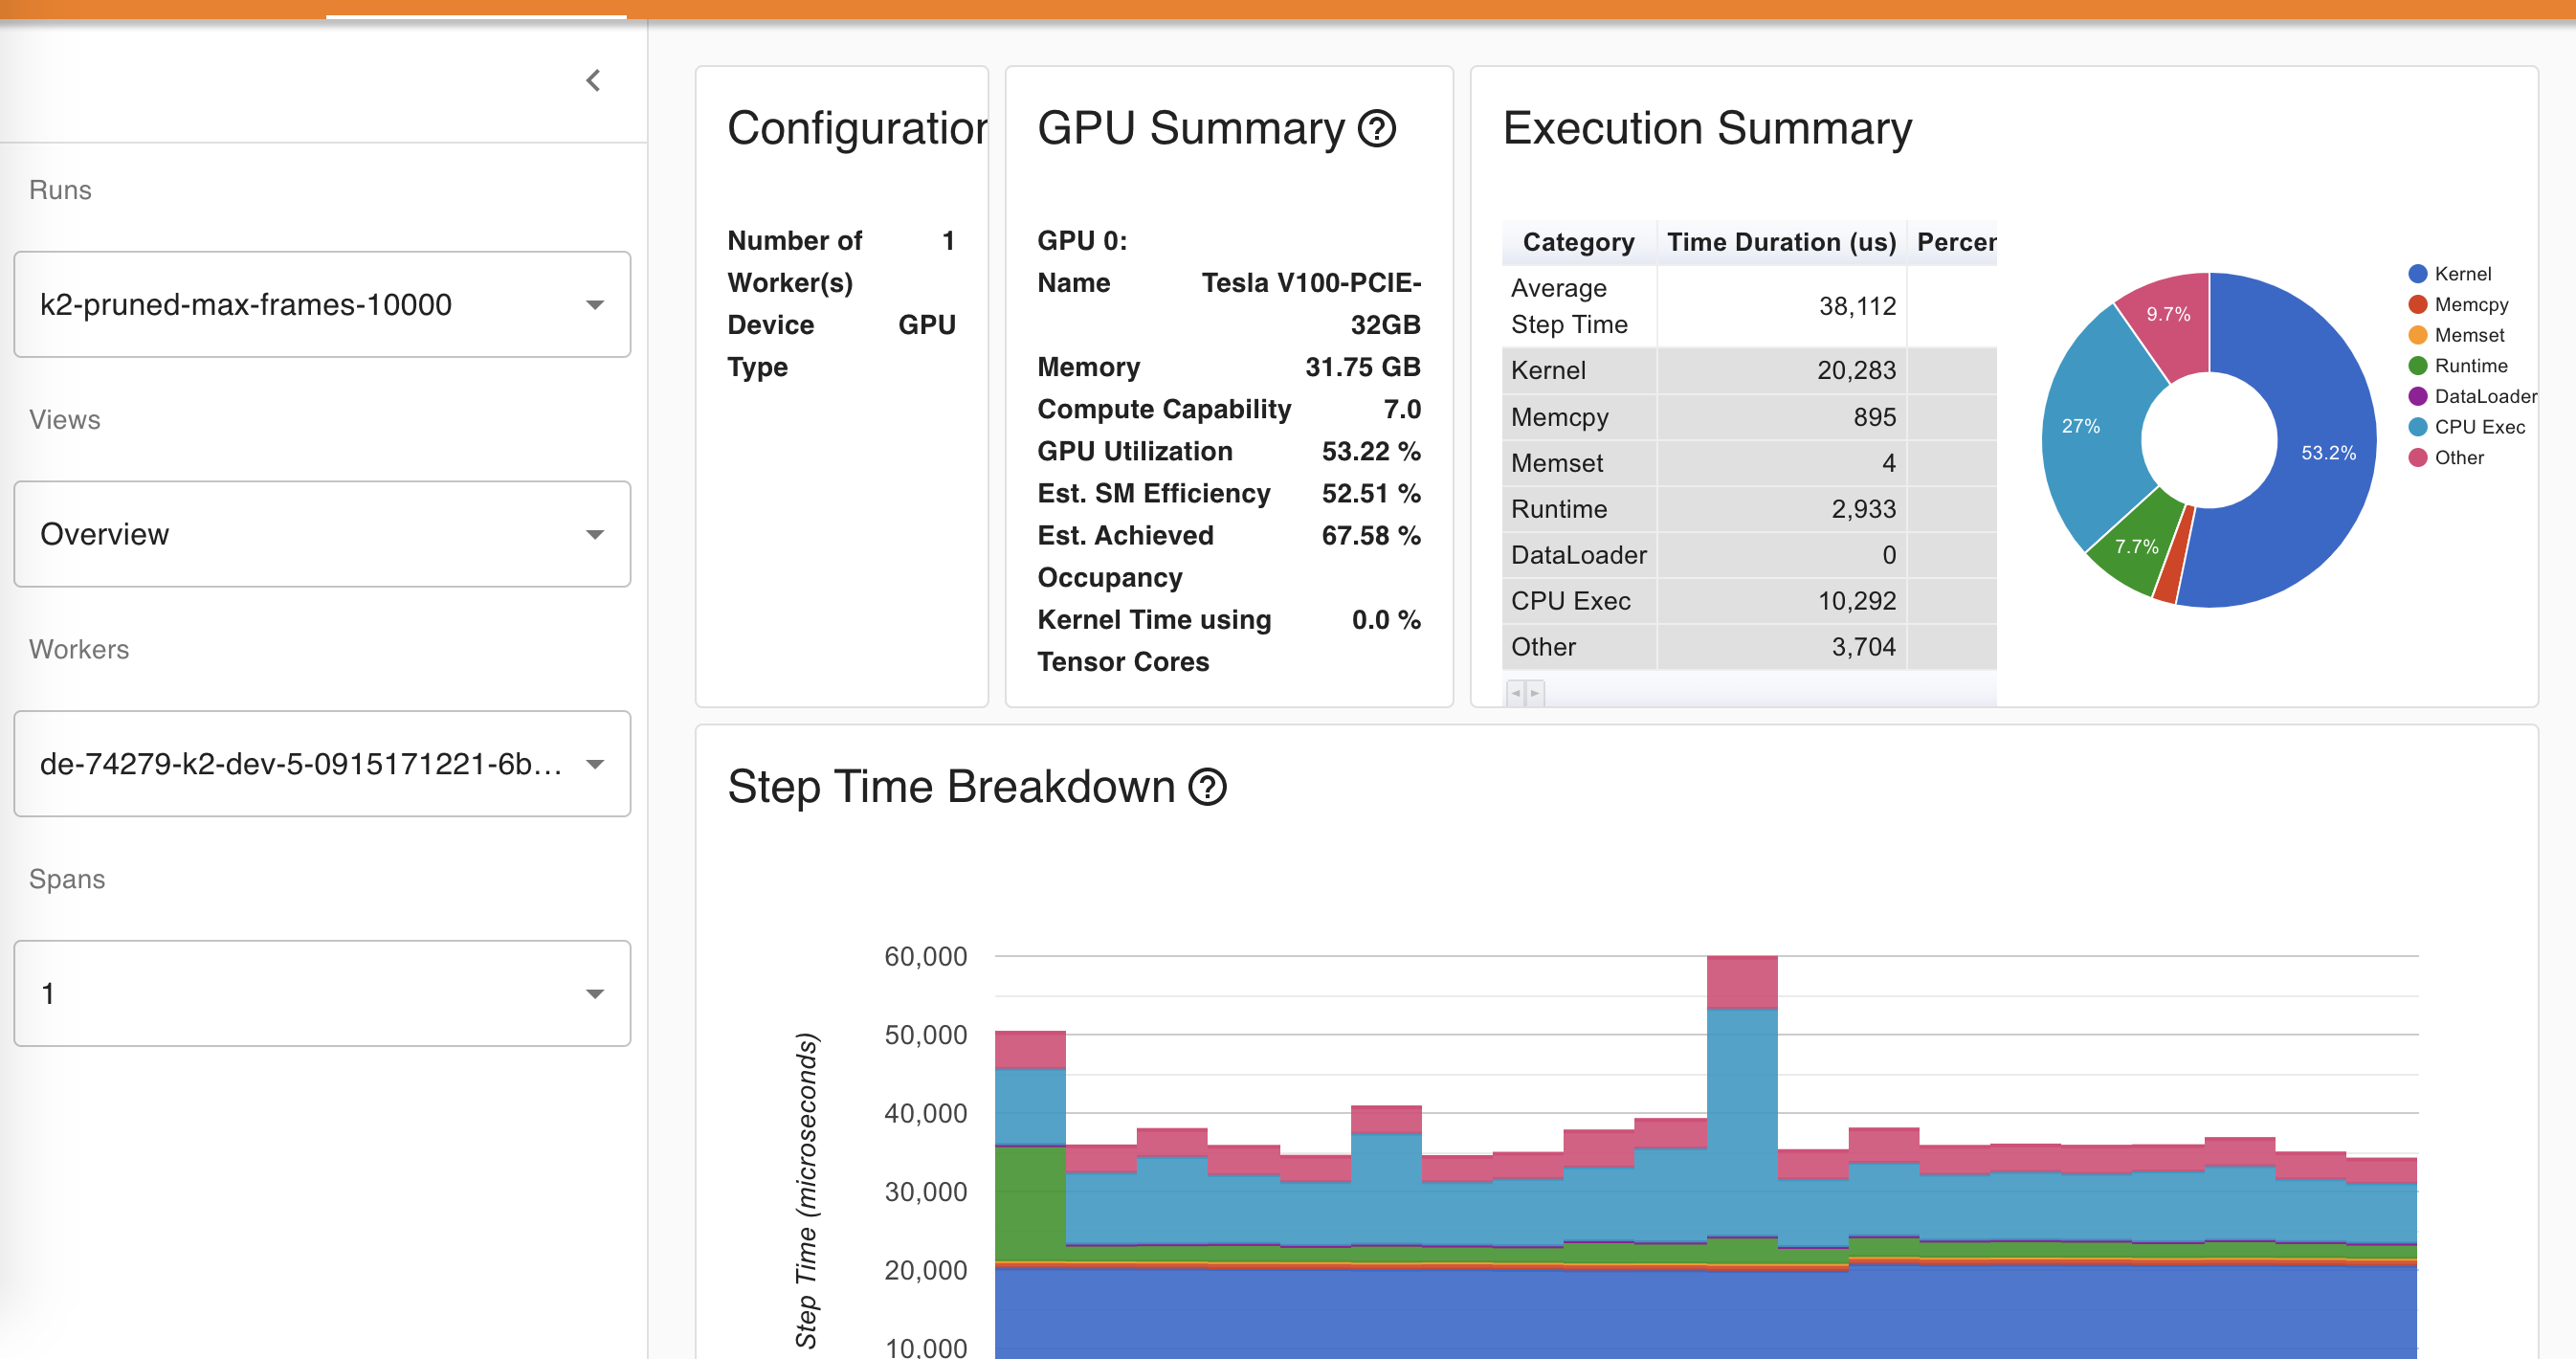 Runs
k2-pruned-max-frames-10000
Views
Overview
Workers
de-74279-k2-dev-5-0915171221-6b...
Spans
1
Configuration
Number of 1
Worker(s)
Device GPU
Type
GPU Summary ?
GPU 0:
Name Tesla V100-PCIE-
32GB
Memory 31.75 GB
Compute Capability 7.0
GPU Utilization 53.22 %
Est. SM Efficiency 52.51 %
Est. Achieved 67.58 %
Occupancy
Kernel Time using 0.0 %
Tensor Cores
Execution Summary
Category Time Duration (us) Percen
Average
Step Time 38,112
Kernel 20,283
Memcpy 895
Memset 4
Runtime 2,933
DataLoader 0
CPU Exec 10,292
Other 3,704
9.7%
27%
53.2%
7.7%
Kernel
Memcpy
Memset
Runtime
DataLoader
CPU Exec
Other
Step Time Breakdown ?
Step Time (microseconds)
60,000
50,000
40,000
30,000
20,000
10,000